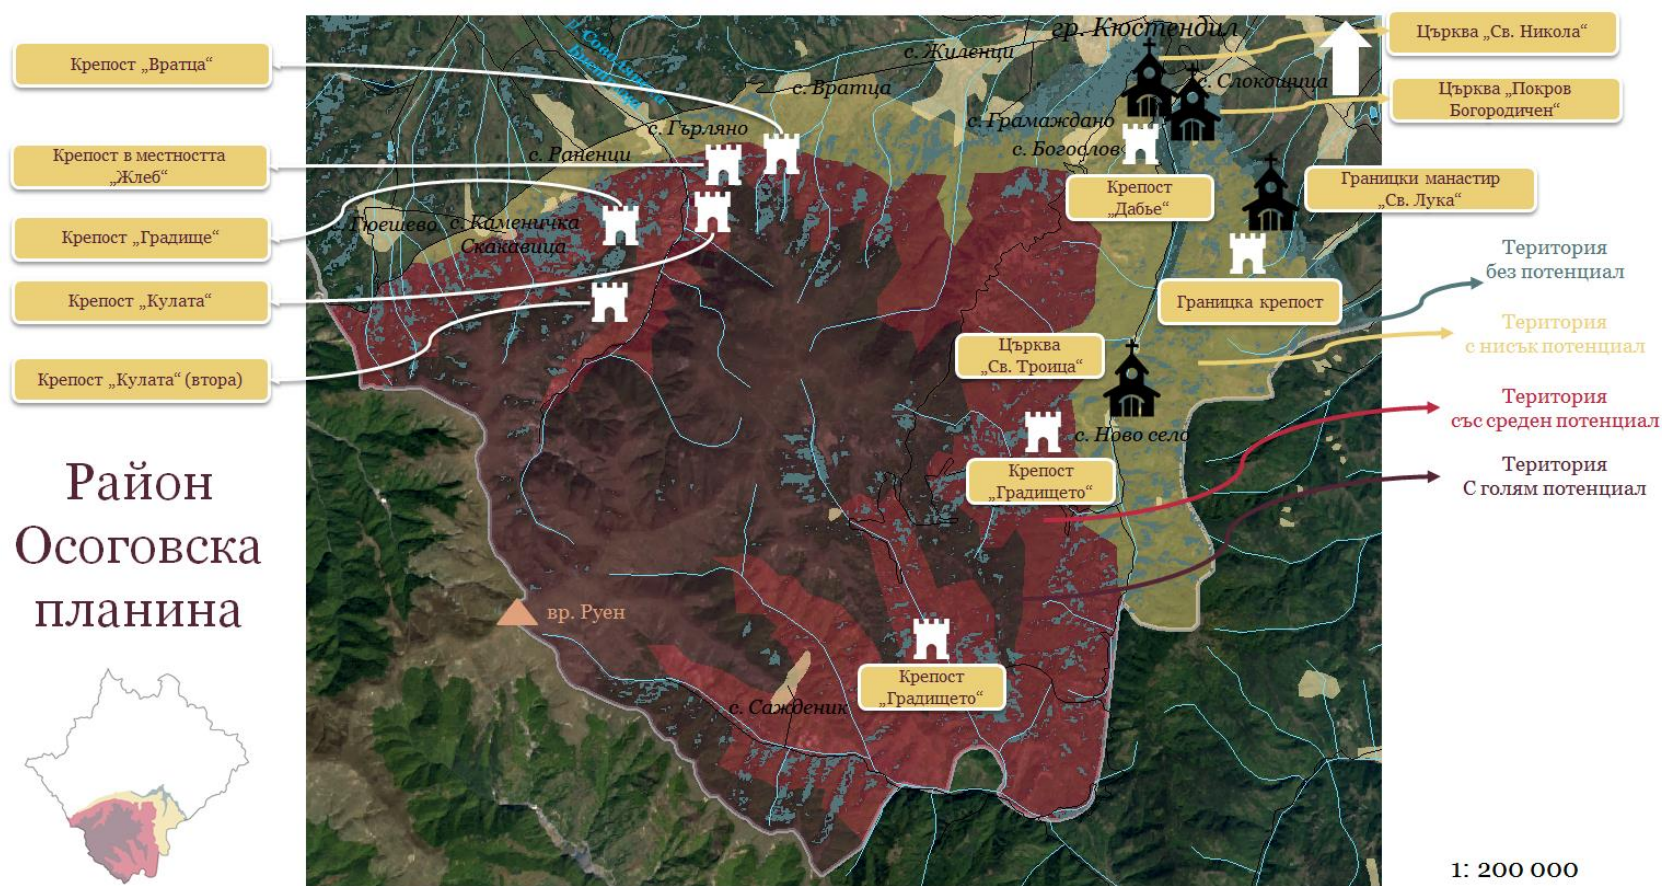 Крепост „Вратца“
Крепост в местността
„Жлеб“
Крепост „Градище“
Крепост „Кулата“
Крепост „Кулата“ (втора)
Район
Осоговска
планина
гр. Кюстендил
с. Жиленци
с. Слокощица
с. Вратца
с. Грамаждано
с. Гърляно
с. Богослов
с. Раненци
Гюешево
с. Каменичка
Скакавица
Църква „Св. Никола“
Църква „Покров
Богородичен“
Границки манастир
„Св. Лука“
Крепост
„Дабье“
Границка крепост
Църква
„Св. Троица“
с. Ново село
Крепост
„Градището“
вр. Руен
Крепост
„Градището“
с. Сажденик
Територия
без потенциал
Територия
с нисък потенциал
Територия
със среден потенциал
Територия
С голям потенциал
1: 200 000